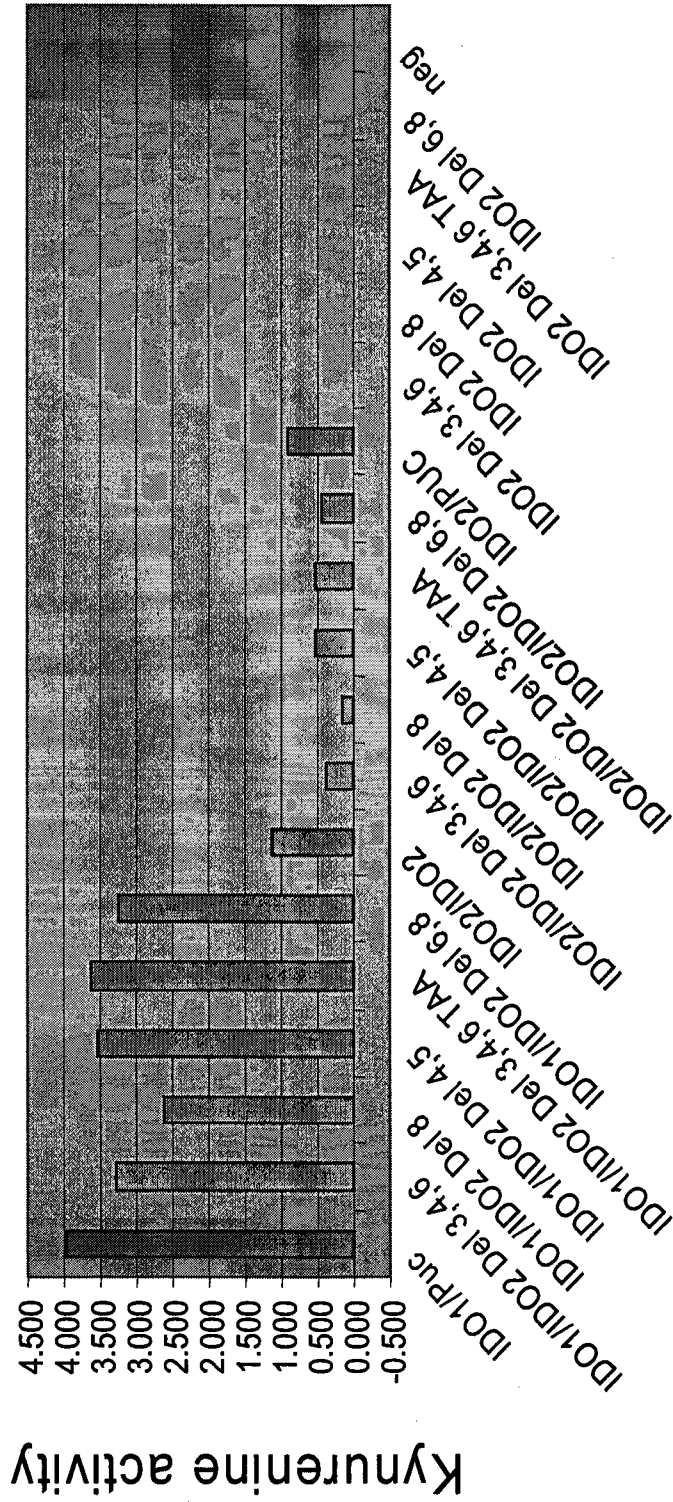 Kynurenine activity
4.500
4.000
3.500
3.000
2.500
2.000
1.500
1.000
0.500
0.000
-0.500
IDO1/Puc
IDO1/IDO2 Del 3,4,6
IDO1/IDO2 Del 8
IDO1/IDO2 Del 4,5
IDO1/IDO2 Del 3,4,6 TAA
IDO1/IDO2 Del 6,8
IDO2/IDO2
IDO2/IDO2 Del 3,4,6
IDO2/IDO2 Del 8
IDO2/IDO2 Del 4,5
IDO2/IDO2 Del 3,4,6 TAA
IDO2/IDO2 Del 6,8
IDO2/PUC
IDO2 Del 3,4,6
IDO2 Del 8
IDO2 Del 4,5
IDO2 Del 3,4,6 TAA
IDO2 Del 6,8
neg